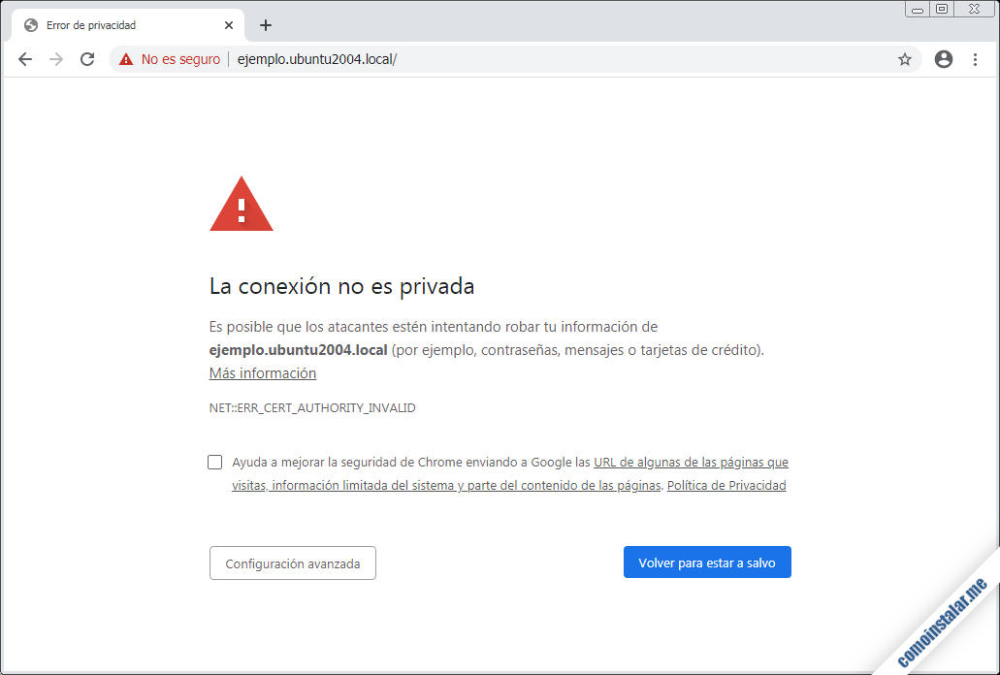 Error de privacidad
No es seguro | ejemplo.ubuntu2004.local/
La conexión no es privada
Es posible que los atacantes estén intentando robar tu información de
ejemplo.ubuntu2004.local (por ejemplo, contraseñas, mensajes o tarjetas de crédito).
Más información
NET::ERR_CERT_AUTHORITY_INVALID
Ayuda a mejorar la seguridad de Chrome enviando a Google las URL de algunas de las páginas que
visitas, información limitada del sistema y parte del contenido de las páginas. Política de Privacidad
Configuración avanzada
Volver para estar a salvo
comoinstalar.me